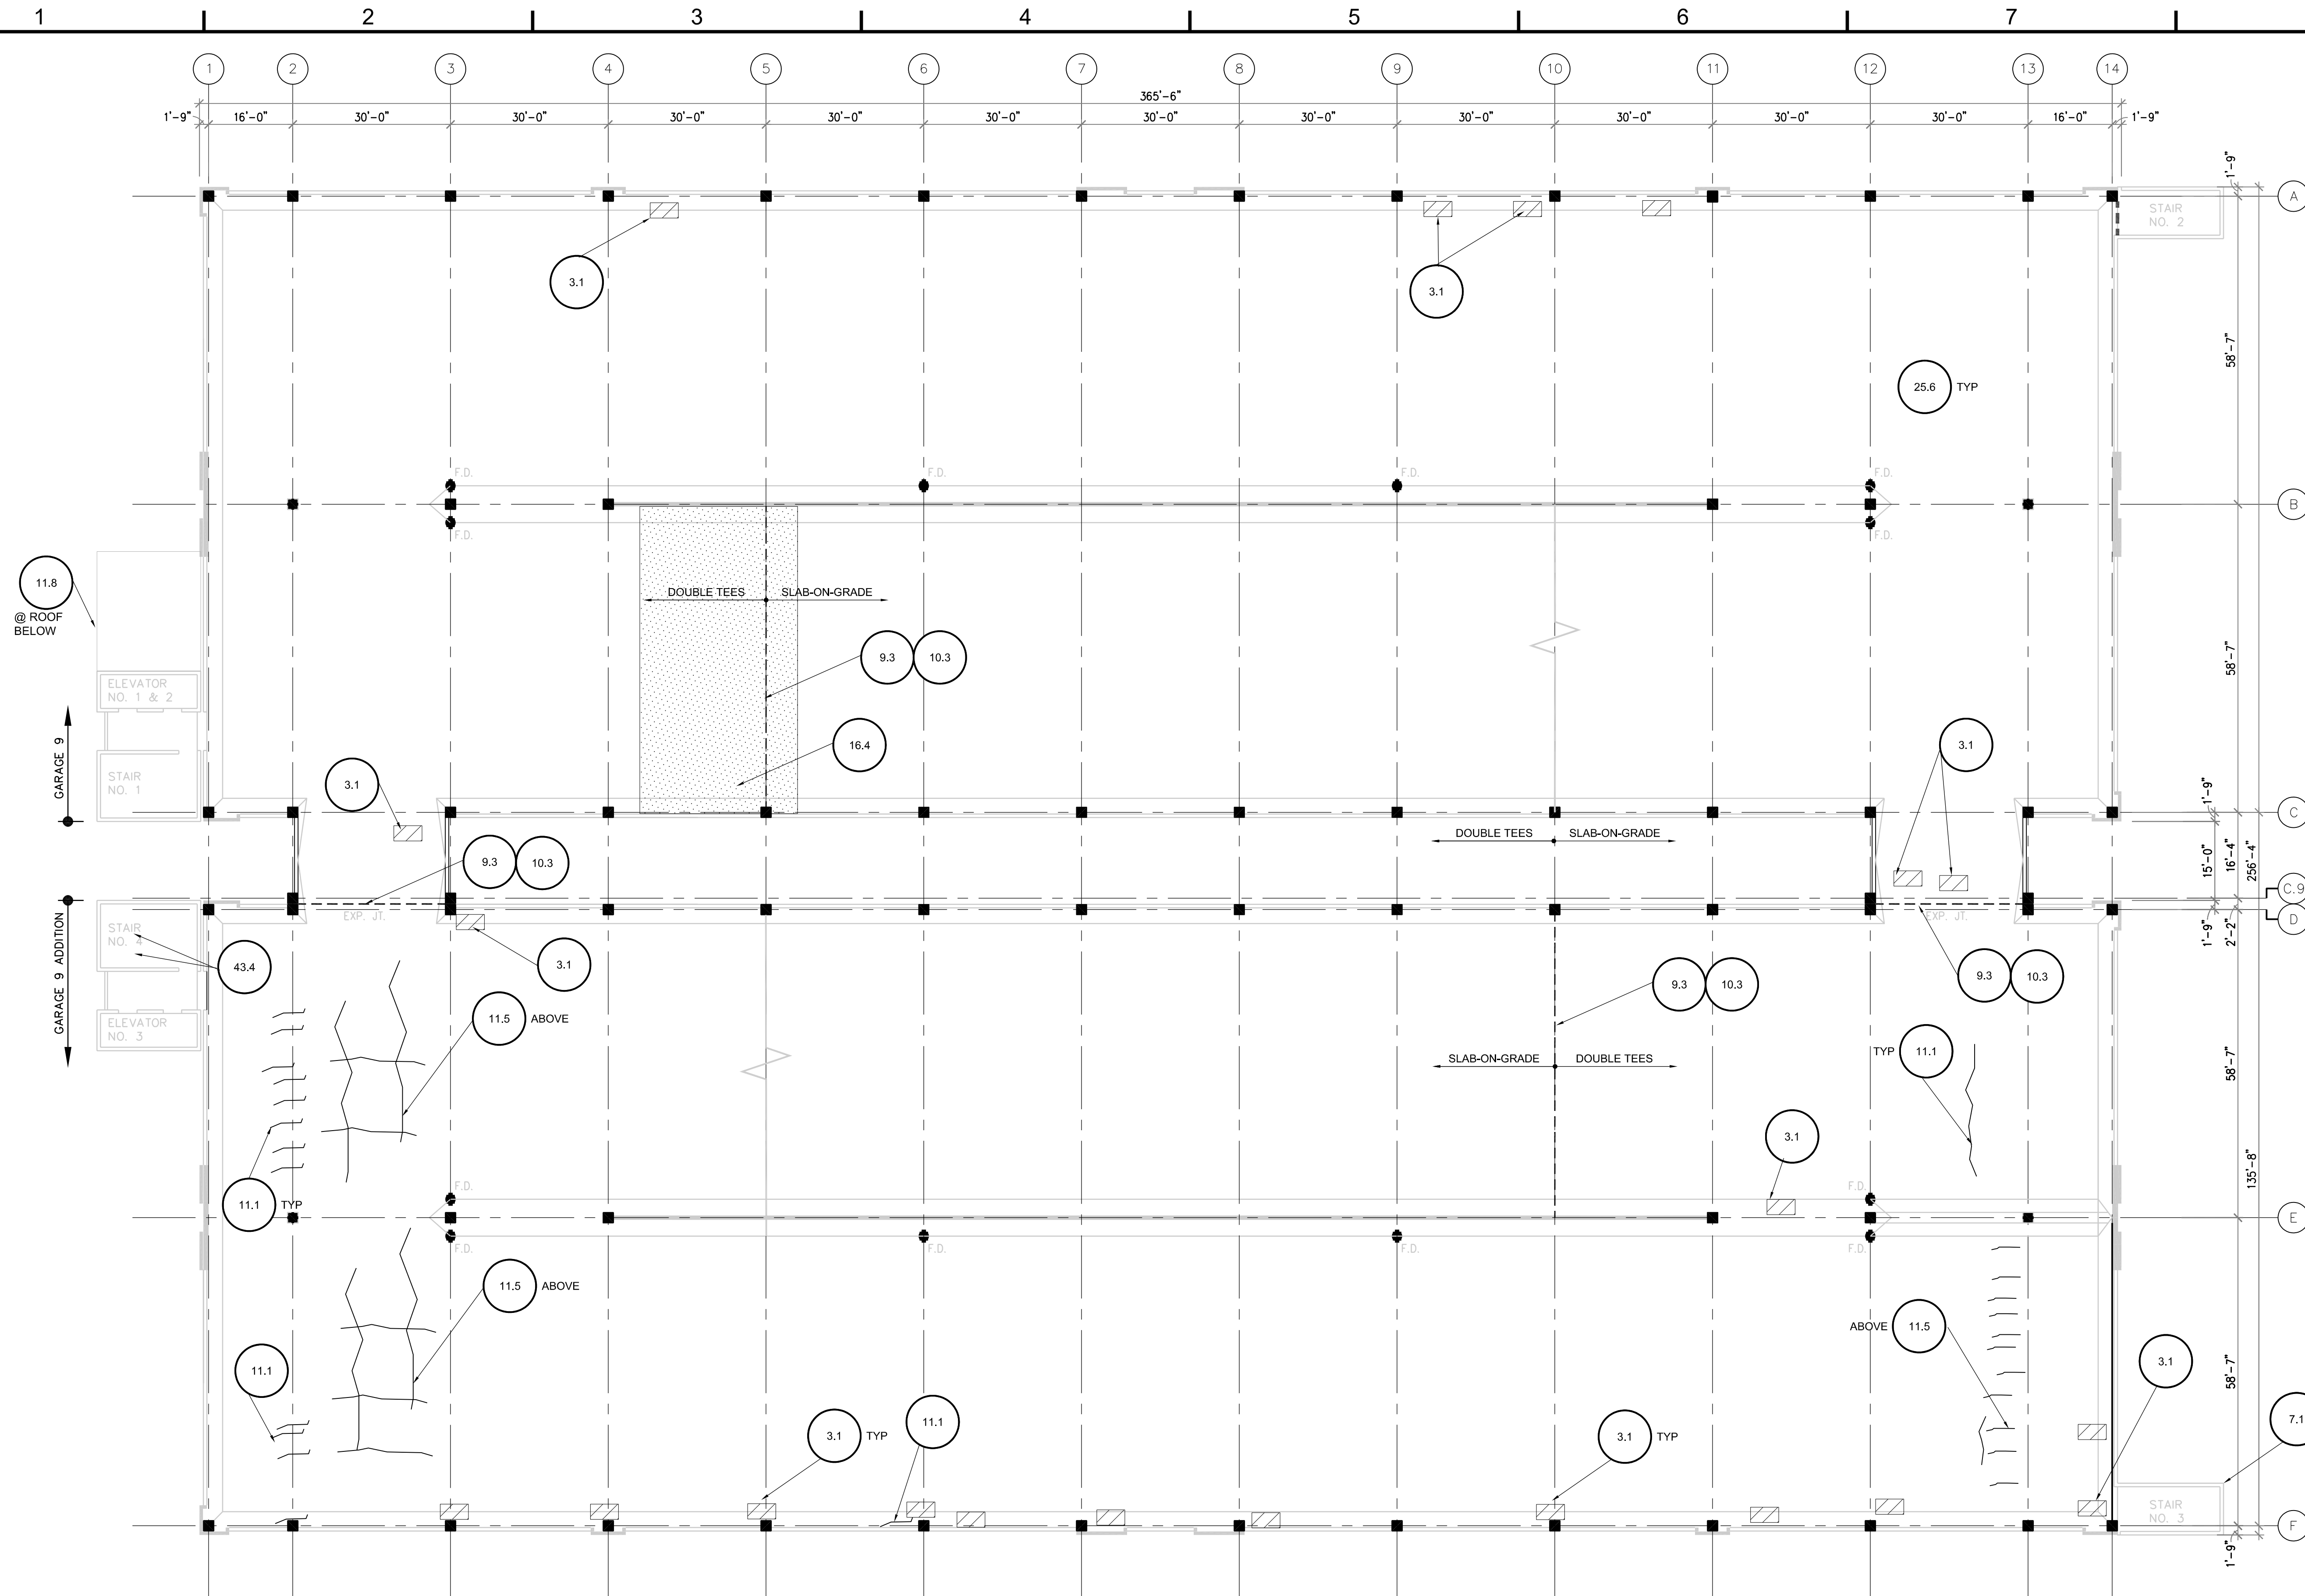 1 2 3 4 5 6 7
1 2 3 4 5 6 7 8 9 10 11 12 13 14
365'-6"
1'-9" 16'-0" 30'-0" 30'-0" 30'-0" 30'-0" 30'-0" 30'-0" 30'-0" 30'-0" 30'-0" 30'-0" 30'-0" 16'-0" 1'-9"
1'-9"
A
STAIR
NO. 2
3.1
3.1
58'-7"
25.6 TYP
F.D. F.D. F.D. F.D.
B
F.D. F.D.
11.8
@ ROOF
BELOW
DOUBLE TEES SLAB-ON-GRADE
9.3 10.3
58'-7"
ELEVATOR
NO. 1 & 2
GARAGE 9
16.4
3.1
STAIR
NO. 1
3.1
1'-9"
C
DOUBLE TEES SLAB-ON-GRADE
9.3 10.3
15'-0"
16'-4"
256'-4"
C.9
EXP. JT. EXP. JT.
D
1'-9"
2'-2"
STAIR
NO. 4
GARAGE 9 ADDITION
43.4
3.1
9.3 10.3
9.3 10.3
11.5 ABOVE
ELEVATOR
NO. 3
TYP 11.1
SLAB-ON-GRADE DOUBLE TEES
58'-7"
3.1
135'-8"
11.1 TYP
F.D. F.D.
E
F.D. F.D. F.D. F.D.
11.5 ABOVE
ABOVE 11.5
3.1
58'-7"
11.1
7.1
3.1 TYP
11.1
3.1 TYP
STAIR
NO. 3
F
1'-9"